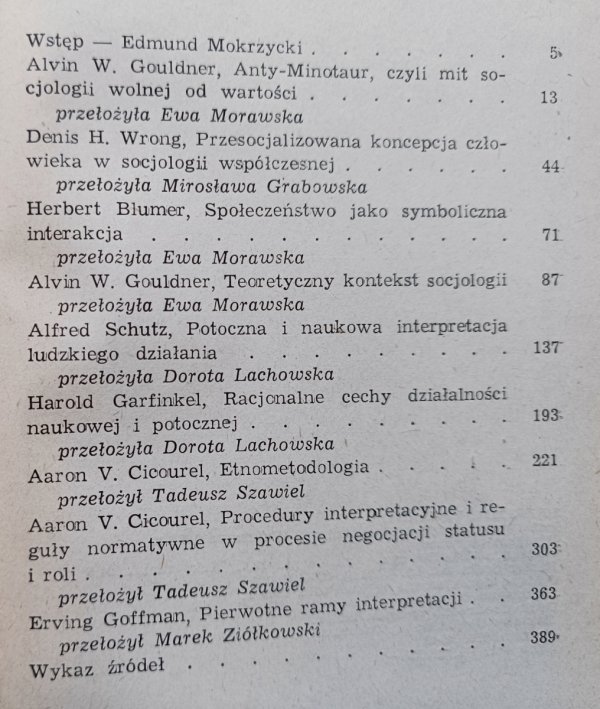 Wstęp — Edmund Mokrzycki . . . . . . 5
Alvin W. Gouldner, Anty-Minotaur, czyli mit so-
cjologii wolnej od wartości . . . . . . . 13
przełożyła Ewa Morawska
Denis H. Wrong, Przesocjalizowana koncepcja czło-
wieka w socjologii współczesnej . . . . . . 44
przełożyła Mirosława Grabowska
Herbert Blumer, Społeczeństwo jako symboliczna
interakcja . . . . . . . . . . . 71
przełożyła Ewa Morawska
Alvin W. Gouldner, Teoretyczny kontekst socjologii 87
przełożyła Ewa Morawska
Alfred Schutz, Potoczna i naukowa interpretacja
ludzkiego działania . . . . . . . . 137
przełożyła Dorota Lachowska
Harold Garfinkel, Racjonalne cechy działalności
naukowej i potocznej . . . . . . . . 193
przełożyła Dorota Lachowska
Aaron V. Cicourel, Etnometodologia . . . . . 221
przełożył Tadeusz Szawiel
Aaron V. Cicourel, Procedury interpretacyjne i re-
guły normatywne w procesie negocjacji statusu
i roli . . . . . . . . . . . . 303
przełożył Tadeusz Szawiel
Erving Goffman, Pierwotne ramy interpretacji . . 363
przełożył Marek Ziółkowski
Wykaz źródeł . . . . . . . . . . 389